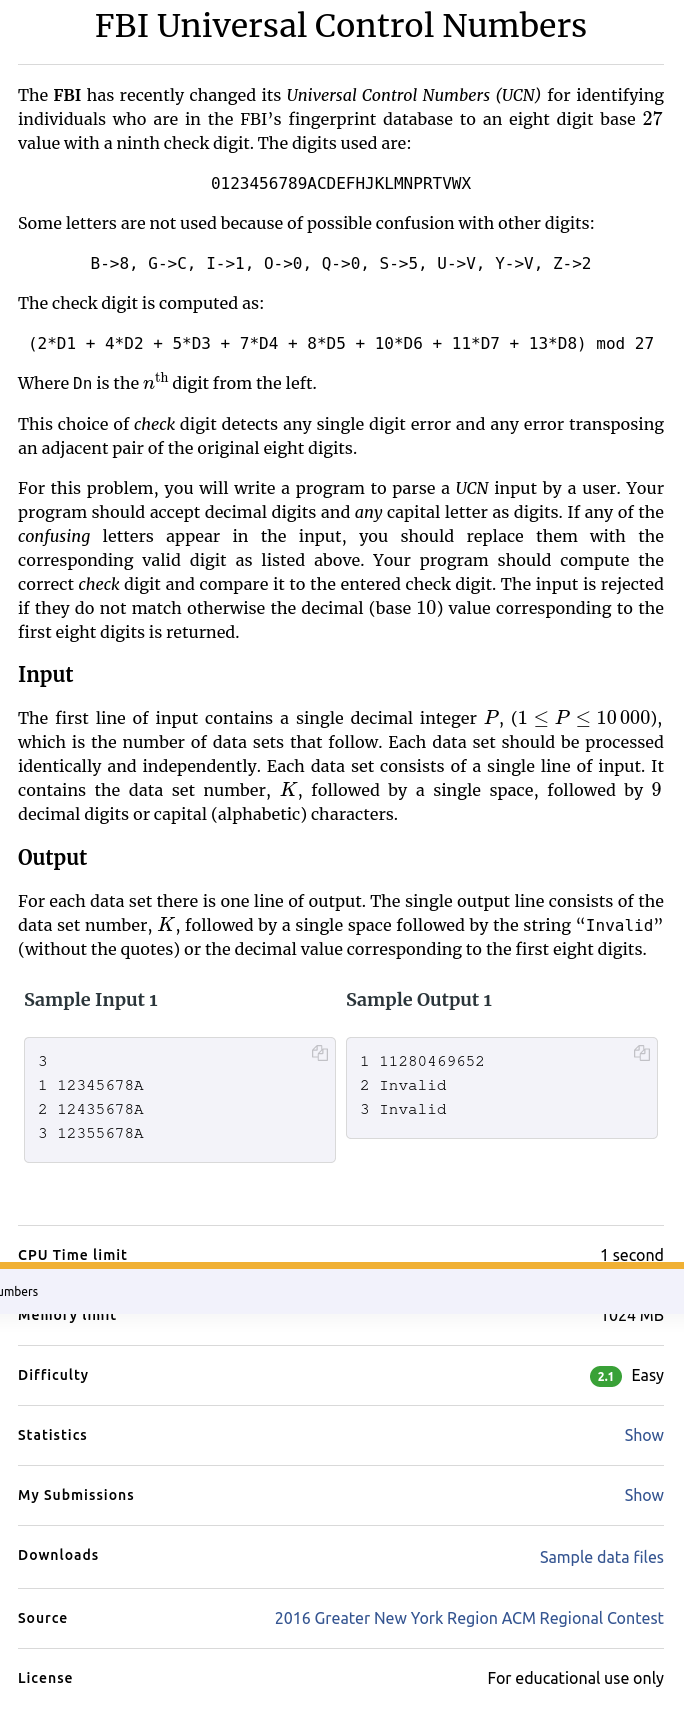 FBI Universal Control Numbers
The FBI has recently changed its Universal Control Numbers (UCN) for identifying
individuals who are in the FBI’s fingerprint database to an eight digit base 27
value with a ninth check digit. The digits used are:
0123456789ACDEFHJKLMNPRTVWX
Some letters are not used because of possible confusion with other digits:
B->8, G->C, I->1, O->0, Q->0, S->5, U->V, Y->V, Z->2
The check digit is computed as:
(2*D1 + 4*D2 + 5*D3 + 7*D4 + 8*D5 + 10*D6 + 11*D7 + 13*D8) mod 27
Where Dn is the nth digit from the left.
This choice of check digit detects any single digit error and any error transposing
an adjacent pair of the original eight digits.
For this problem, you will write a program to parse a UCN input by a user. Your
program should accept decimal digits and any capital letter as digits. If any of the
confusing letters appear in the input, you should replace them with the
corresponding valid digit as listed above. Your program should compute the
correct check digit and compare it to the entered check digit. The input is rejected
if they do not match otherwise the decimal (base 10) value corresponding to the
first eight digits is returned.
Input
The first line of input contains a single decimal integer P, (1 ≤ P ≤ 10 000),
which is the number of data sets that follow. Each data set should be processed
identically and independently. Each data set consists of a single line of input. It
contains the data set number, K, followed by a single space, followed by 9
decimal digits or capital (alphabetic) characters.
Output
For each data set there is one line of output. The single output line consists of the
data set number, K, followed by a single space followed by the string “Invalid”
(without the quotes) or the decimal value corresponding to the first eight digits.
Sample Input 1
3
1 12345678A
2 12435678A
3 12355678A
Sample Output 1
1 11280469652
2 Invalid
3 Invalid
CPU Time limit 1 second
umbers
Memory limit 1024 MB
Difficulty 2.1 Easy
Statistics Show
My Submissions Show
Downloads Sample data files
Source 2016 Greater New York Region ACM Regional Contest
License For educational use only